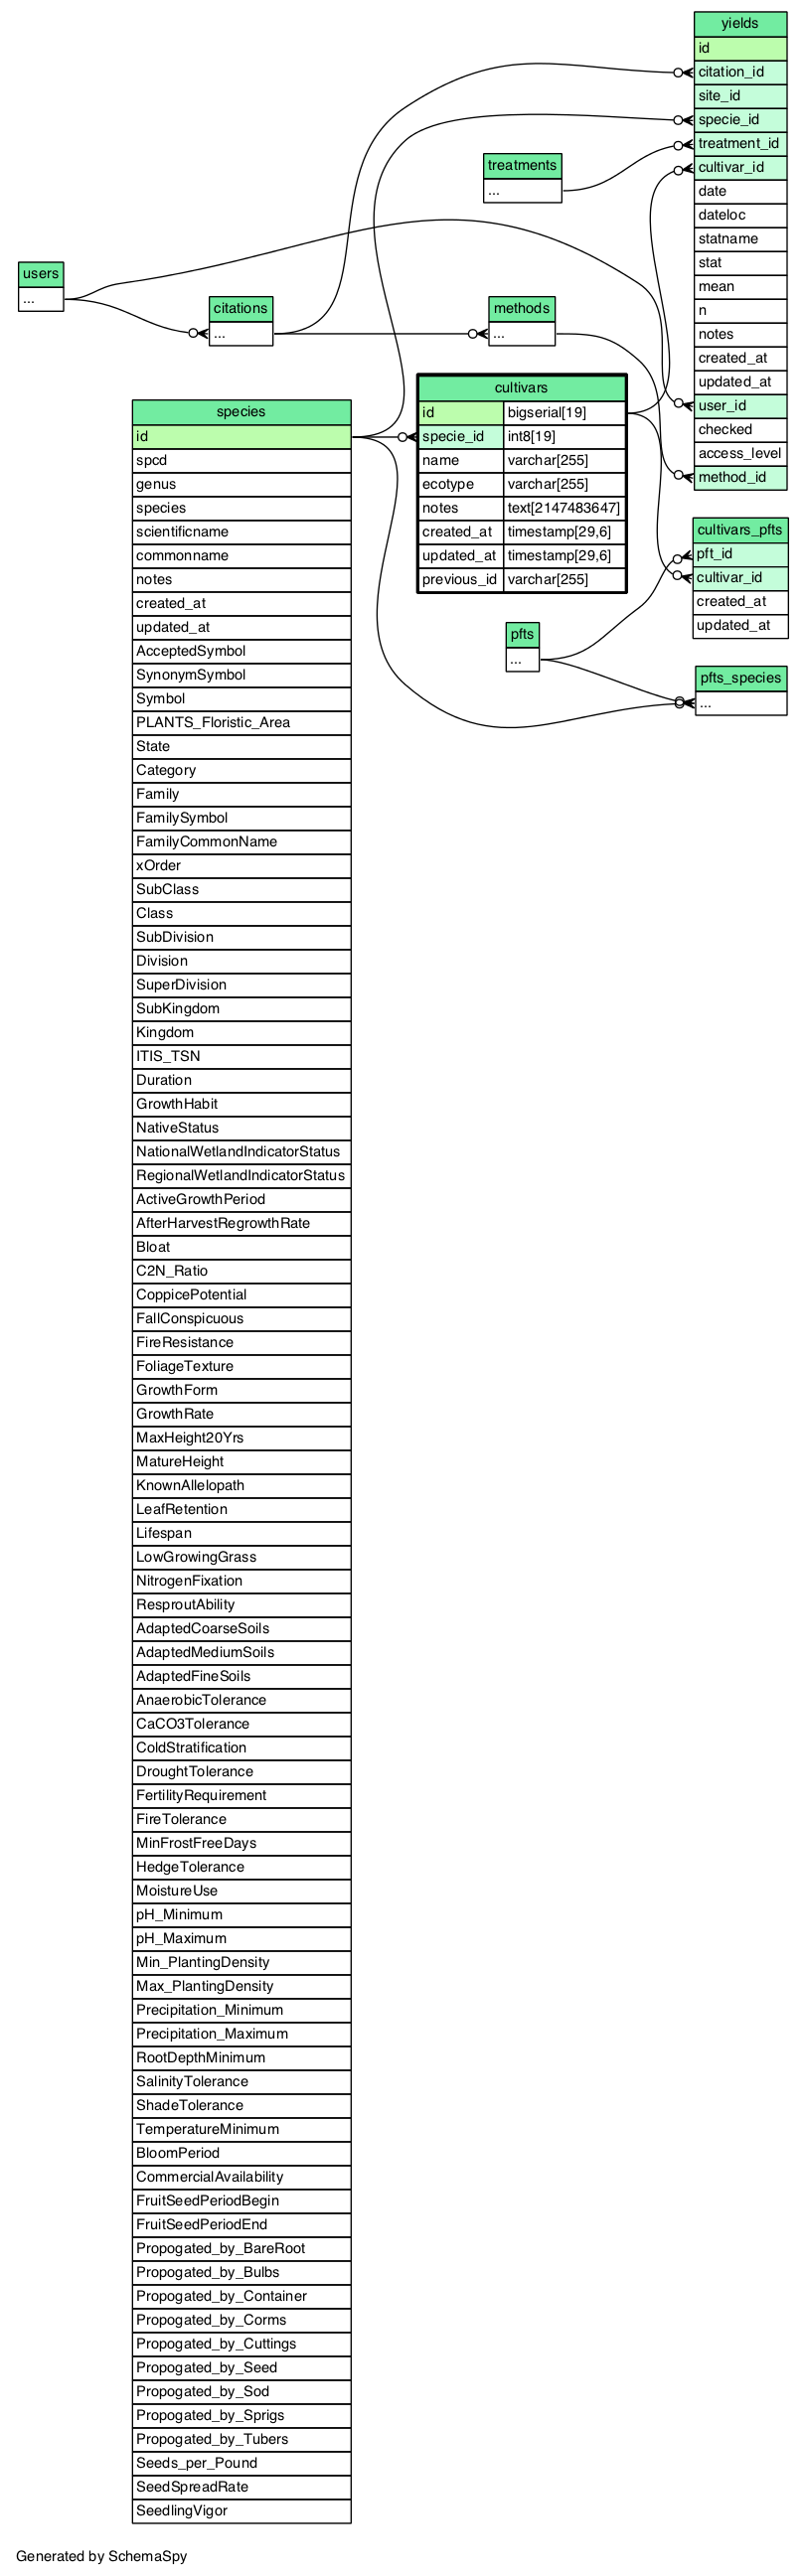 yields
id
citation_id
site_id
specie_id
treatment_id
cultivar_id
date
dateloc
statname
stat
mean
n
notes
created_at
updated_at
user_id
checked
access_level
method_id
treatments
...
users
...
citations
...
methods
...
cultivars
id bigserial[19]
specie_id int8[19]
name varchar[255]
ecotype varchar[255]
notes text[2147483647]
created_at timestamp[29,6]
updated_at timestamp[29,6]
previous_id varchar[255]
cultivars_pfts
pft_id
cultivar_id
created_at
updated_at
pfts
...
pfts_species
...
species
id
spcd
genus
species
scientificname
commonname
notes
created_at
updated_at
AcceptedSymbol
SynonymSymbol
Symbol
PLANTS_Floristic_Area
State
Category
Family
FamilySymbol
FamilyCommonName
xOrder
SubClass
Class
SubDivision
Division
SuperDivision
SubKingdom
Kingdom
ITIS_TSN
Duration
GrowthHabit
NativeStatus
NationalWetlandIndicatorStatus
RegionalWetlandIndicatorStatus
ActiveGrowthPeriod
AfterHarvestRegrowthRate
Bloat
C2N_Ratio
CoppicePotential
FallConspicuous
FireResistance
FoliageTexture
GrowthForm
GrowthRate
MaxHeight20Yrs
MatureHeight
KnownAllelopath
LeafRetention
Lifespan
LowGrowingGrass
NitrogenFixation
ResproutAbility
AdaptedCoarseSoils
AdaptedMediumSoils
AdaptedFineSoils
AnaerobicTolerance
CaCO3Tolerance
ColdStratification
DroughtTolerance
FertilityRequirement
FireTolerance
MinFrostFreeDays
HedgeTolerance
MoistureUse
pH_Minimum
pH_Maximum
Min_PlantingDensity
Max_PlantingDensity
Precipitation_Minimum
Precipitation_Maximum
RootDepthMinimum
SalinityTolerance
ShadeTolerance
TemperatureMinimum
BloomPeriod
CommercialAvailability
FruitSeedPeriodBegin
FruitSeedPeriodEnd
Propogated_by_BareRoot
Propogated_by_Bulbs
Propogated_by_Container
Propogated_by_Corms
Propogated_by_Cuttings
Propogated_by_Seed
Propogated_by_Sod
Propogated_by_Sprigs
Propogated_by_Tubers
Seeds_per_Pound
SeedSpreadRate
SeedlingVigor
Generated by SchemaSpy